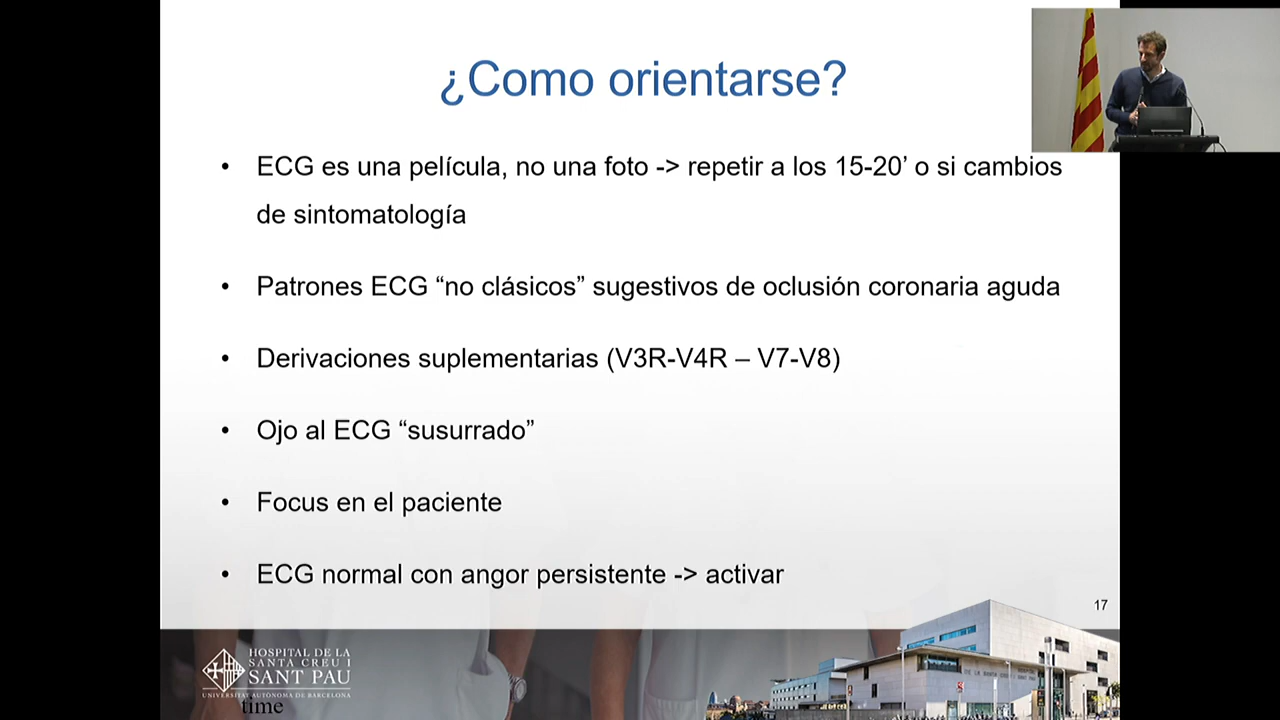 ¿Como orientarse?
• ECG es una película, no una foto -> repetir a los 15-20’ o si cambios
de sintomatología
• Patrones ECG “no clásicos” sugestivos de oclusión coronaria aguda
• Derivaciones suplementarias (V3R-V4R – V7-V8)
• Ojo al ECG “susurrado”
• Focus en el paciente
• ECG normal con angor persistente -> activar
17
HOSPITAL DE LA
SANTA CREU I
SANT PAU
UNIVERSITAT AUTÒNOMA DE BARCELONA
time